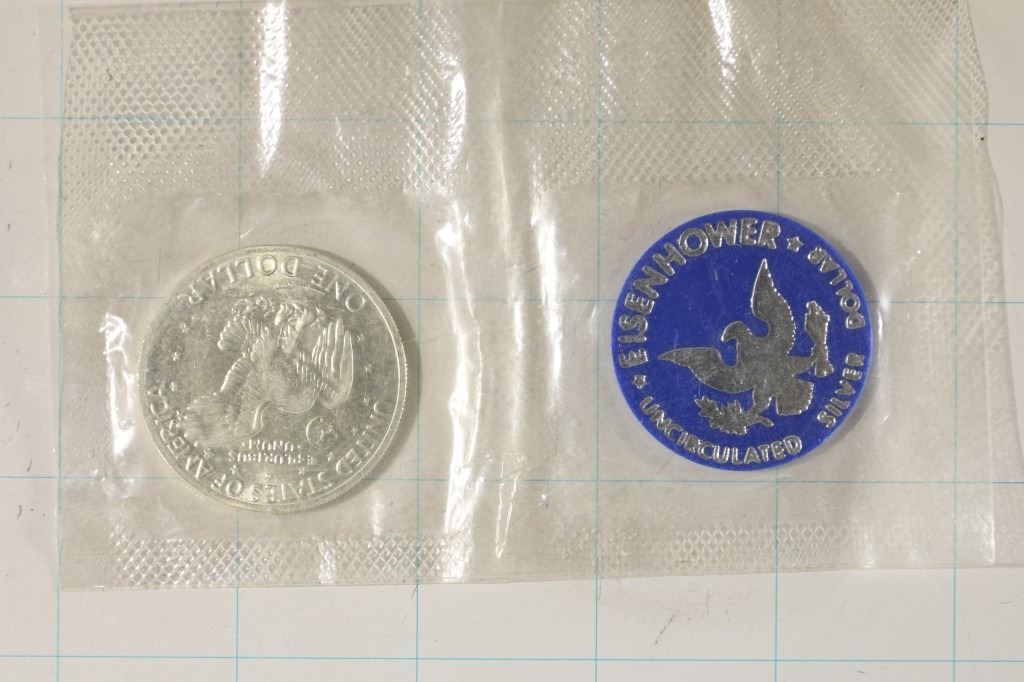 UNITED STATES OF AMERICA
E PLURIBUS
UNUM
ONE DOLLAR
★ EISENHOWER ★
UNCIRCULATED SILVER DOLLAR